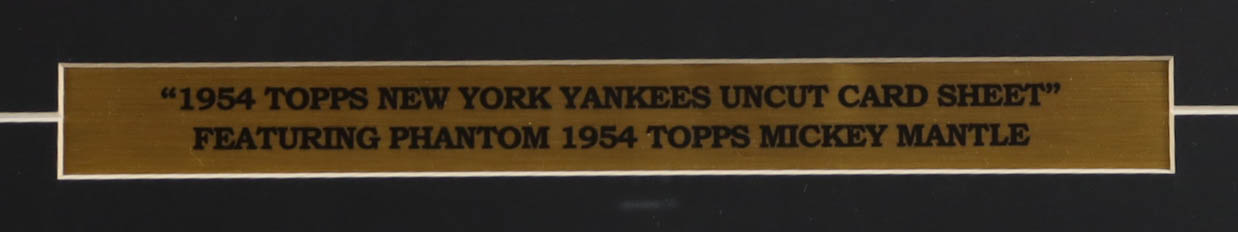 “1954 TOPPS NEW YORK YANKEES UNCUT CARD SHEET”
FEATURING PHANTOM 1954 TOPPS MICKEY MANTLE